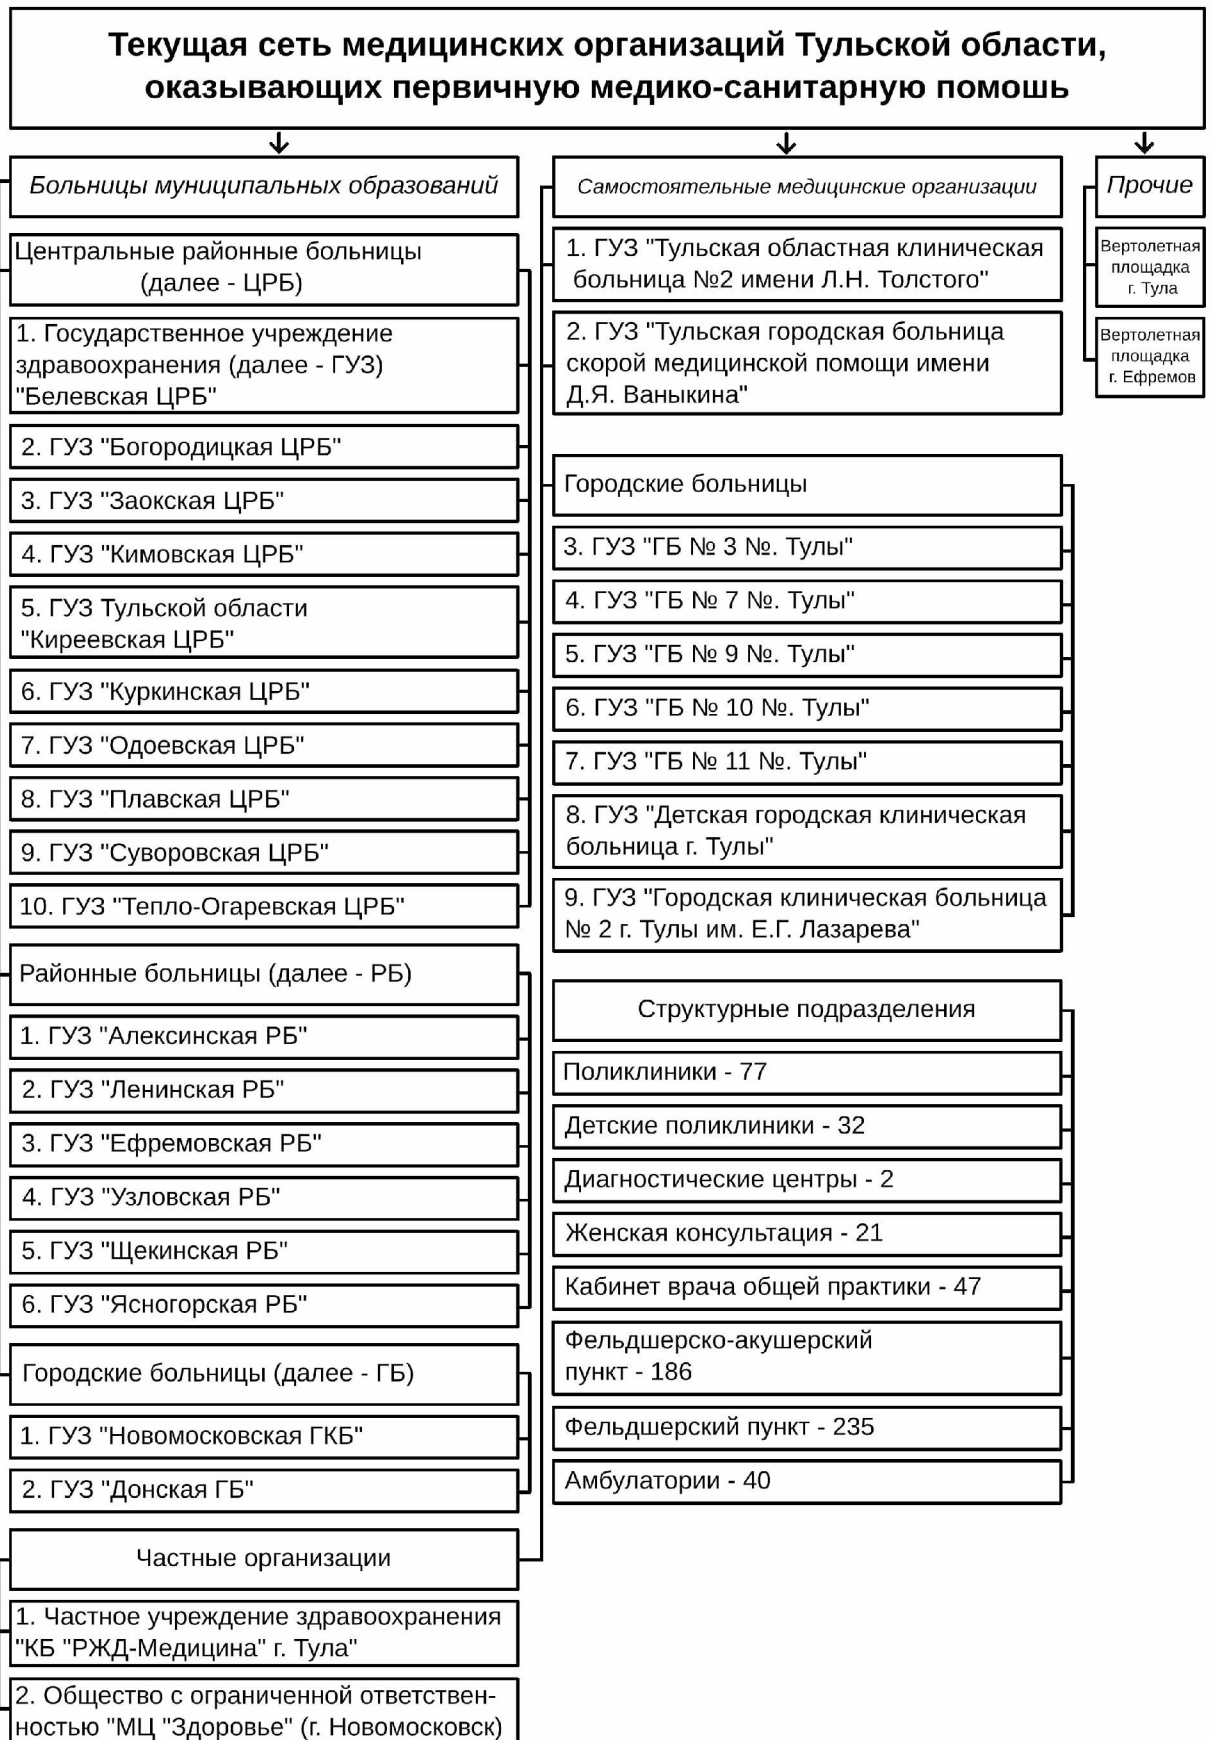 Текущая сеть медицинских организаций Тульской области,
оказывающих первичную медико-санитарную помошь
Больницы муниципальных образований
Центральные районные больницы
(далее - ЦРБ)
1. Государственное учреждение
здравоохранения (далее - ГУЗ)
"Белевская ЦРБ"
2. ГУЗ "Богородицкая ЦРБ"
3. ГУЗ "Заокская ЦРБ"
4. ГУЗ "Кимовская ЦРБ"
5. ГУЗ Тульской области
"Киреевская ЦРБ"
6. ГУЗ "Куркинская ЦРБ"
7. ГУЗ "Одоевская ЦРБ"
8. ГУЗ "Плавская ЦРБ"
9. ГУЗ "Суворовская ЦРБ"
10. ГУЗ "Тепло-Огаревская ЦРБ"
Районные больницы (далее - РБ)
1. ГУЗ "Алексинская РБ"
2. ГУЗ "Ленинская РБ"
3. ГУЗ "Ефремовская РБ"
4. ГУЗ "Узловская РБ"
5. ГУЗ "Щекинская РБ"
6. ГУЗ "Ясногорская РБ"
Городские больницы (далее - ГБ)
1. ГУЗ "Новомосковская ГКБ"
2. ГУЗ "Донская ГБ"
Частные организации
1. Частное учреждение здравоохранения
"КБ "РЖД-Медицина" г. Тула"
2. Общество с ограниченной ответствен-
ностью "МЦ "Здоровье" (г. Новомосковск)
Самостоятельные медицинские организации
1. ГУЗ "Тульская областная клиническая
больница №2 имени Л.Н. Толстого"
2. ГУЗ "Тульская городская больница
скорой медицинской помощи имени
Д.Я. Ваныкина"
Городские больницы
3. ГУЗ "ГБ № 3 №. Тулы"
4. ГУЗ "ГБ № 7 №. Тулы"
5. ГУЗ "ГБ № 9 №. Тулы"
6. ГУЗ "ГБ № 10 №. Тулы"
7. ГУЗ "ГБ № 11 №. Тулы"
8. ГУЗ "Детская городская клиническая
больница г. Тулы"
9. ГУЗ "Городская клиническая больница
№ 2 г. Тулы им. Е.Г. Лазарева"
Структурные подразделения
Поликлиники - 77
Детские поликлиники - 32
Диагностические центры - 2
Женская консультация - 21
Кабинет врача общей практики - 47
Фельдшерско-акушерский
пункт - 186
Фельдшерский пункт - 235
Амбулатории - 40
Прочие
Вертолетная
площадка
г. Тула
Вертолетная
площадка
г. Ефремов